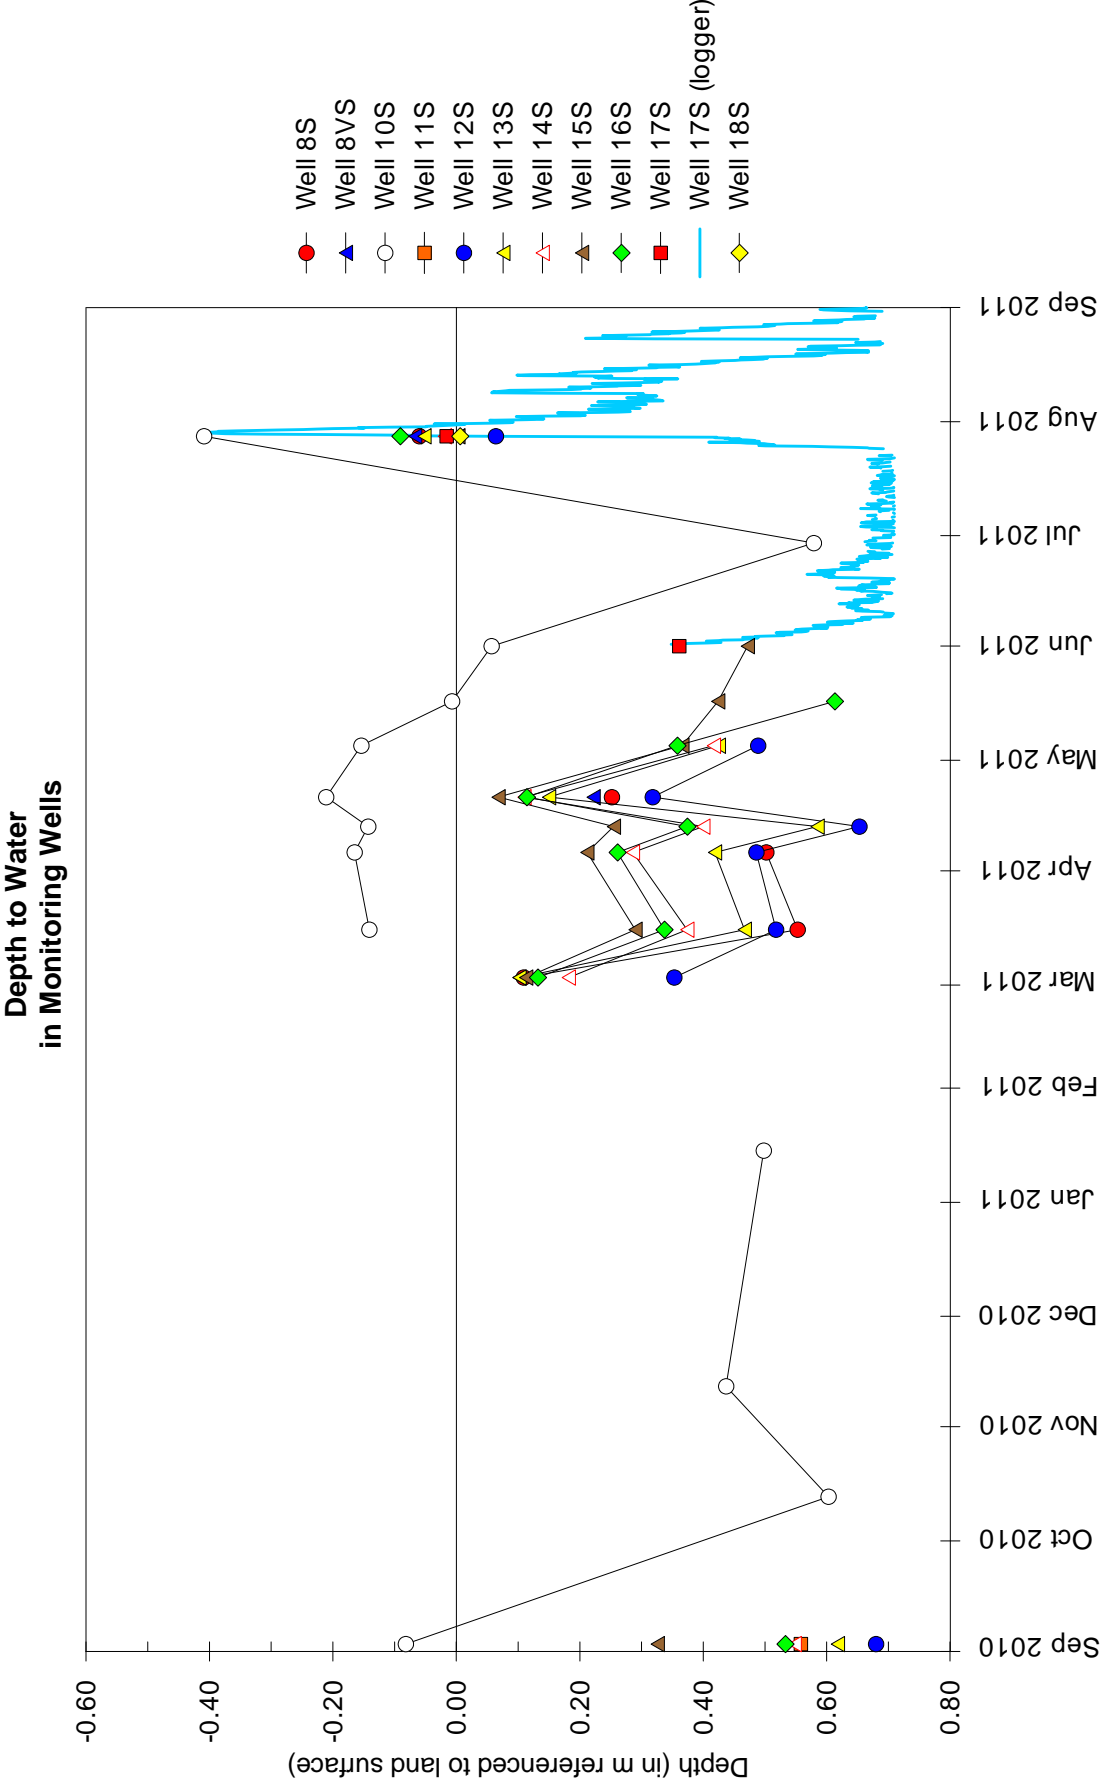 Depth to Water
in Monitoring Wells
Depth (in m referenced to land surface)
-0.60
-0.40
-0.20
0.00
0.20
0.40
0.60
0.80
Sep 2010
Oct 2010
Nov 2010
Dec 2010
Jan 2011
Feb 2011
Mar 2011
Apr 2011
May 2011
Jun 2011
Jul 2011
Aug 2011
Sep 2011
Well 8S
Well 8VS
Well 10S
Well 11S
Well 12S
Well 13S
Well 14S
Well 15S
Well 16S
Well 17S
Well 17S (logger)
Well 18S